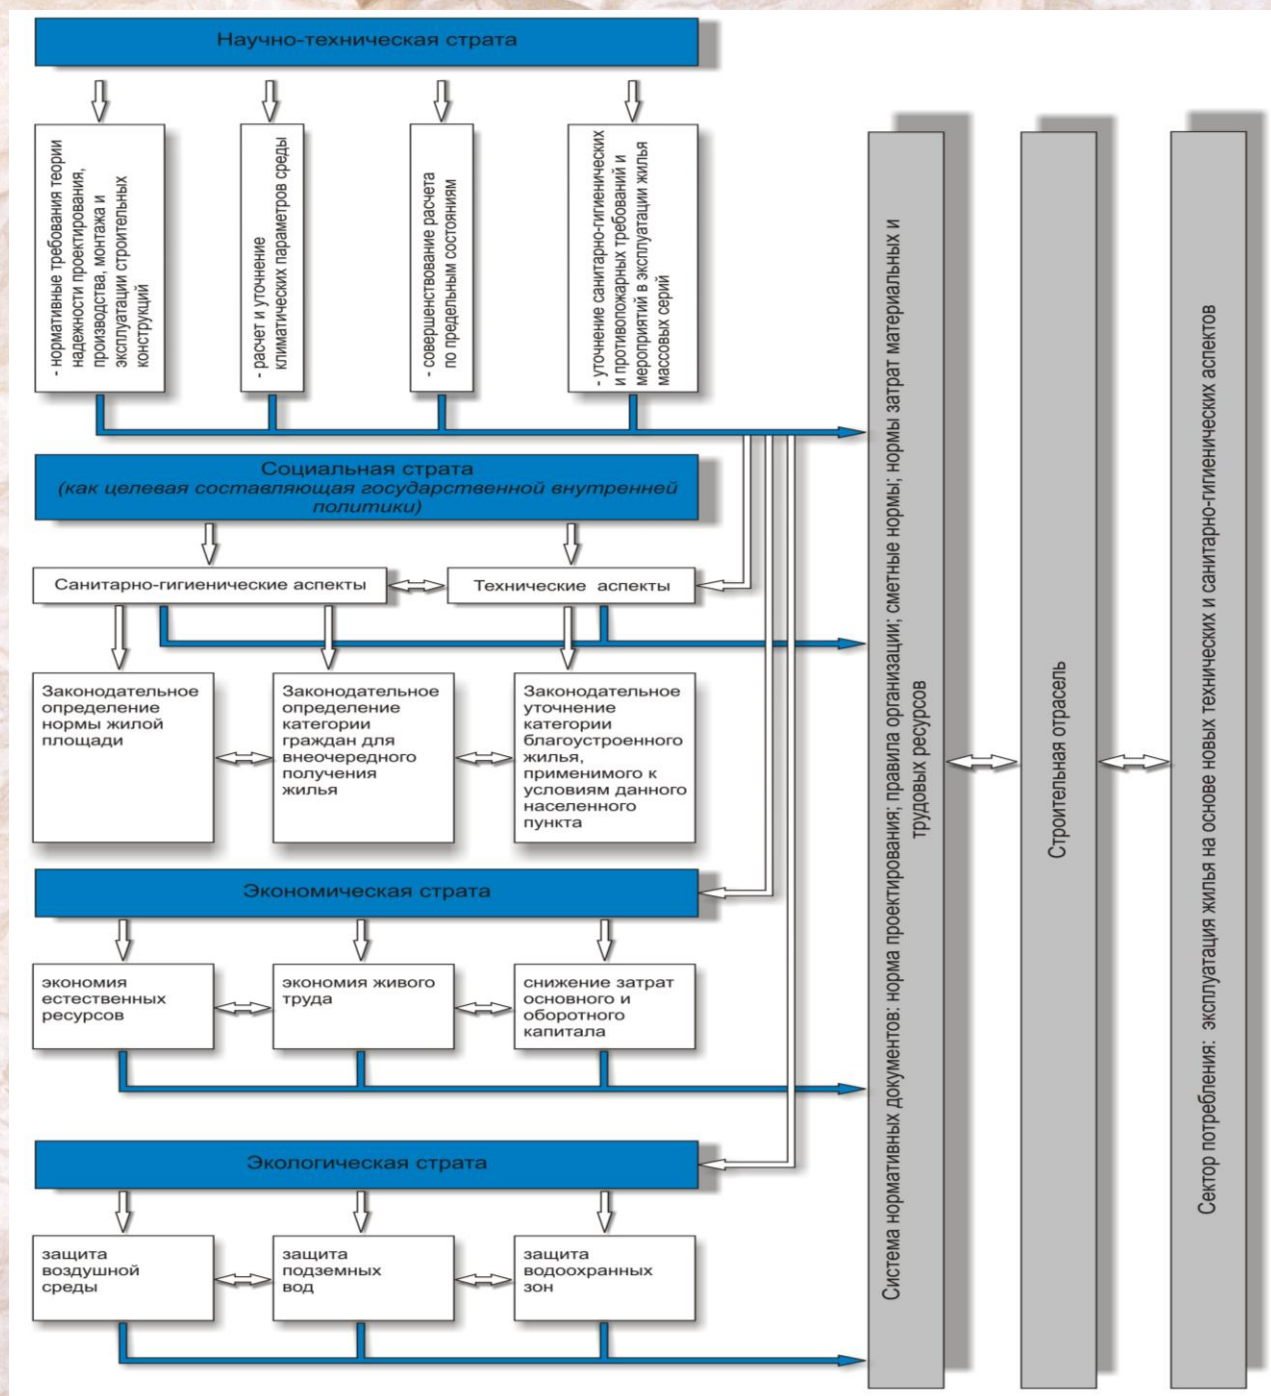 Научно-техническая страта
- нормативные требования теории
надежности проектирования,
производства, монтажа и
эксплуатации строительных
конструкций
- расчет и уточнение
климатических параметров среды
- совершенствование расчета
по предельным состояниям
- уточнение санитарно-гигиенических
и противопожарных требований и
мероприятий в эксплуатации жилья
массовых серий
Социальная страта
(как целевая составляющая государственной внутренней
политики)
Санитарно-гигиенические аспекты
Технические аспекты
Законодательное
определение
нормы жилой
площади
Законодательное
определение
категории
граждан для
внеочередного
получения
жилья
Законодательное
уточнение
категории
благоустроенного
жилья,
применимого к
условиям данного
населенного
пункта
Экономическая страта
экономия
естественных
ресурсов
экономия живого
труда
снижение затрат
основного и
оборотного
капитала
Экологическая страта
защита
воздушной
среды
защита
подземных
вод
защита
водоохранных
зон
Система нормативных документов: норма проектирования; правила организации; сметные нормы; нормы затрат материальных и
трудовых ресурсов
Строительная отрасель
Сектор потребления: эксплуатация жилья на основе новых технических и санитарно-гигиенических аспектов